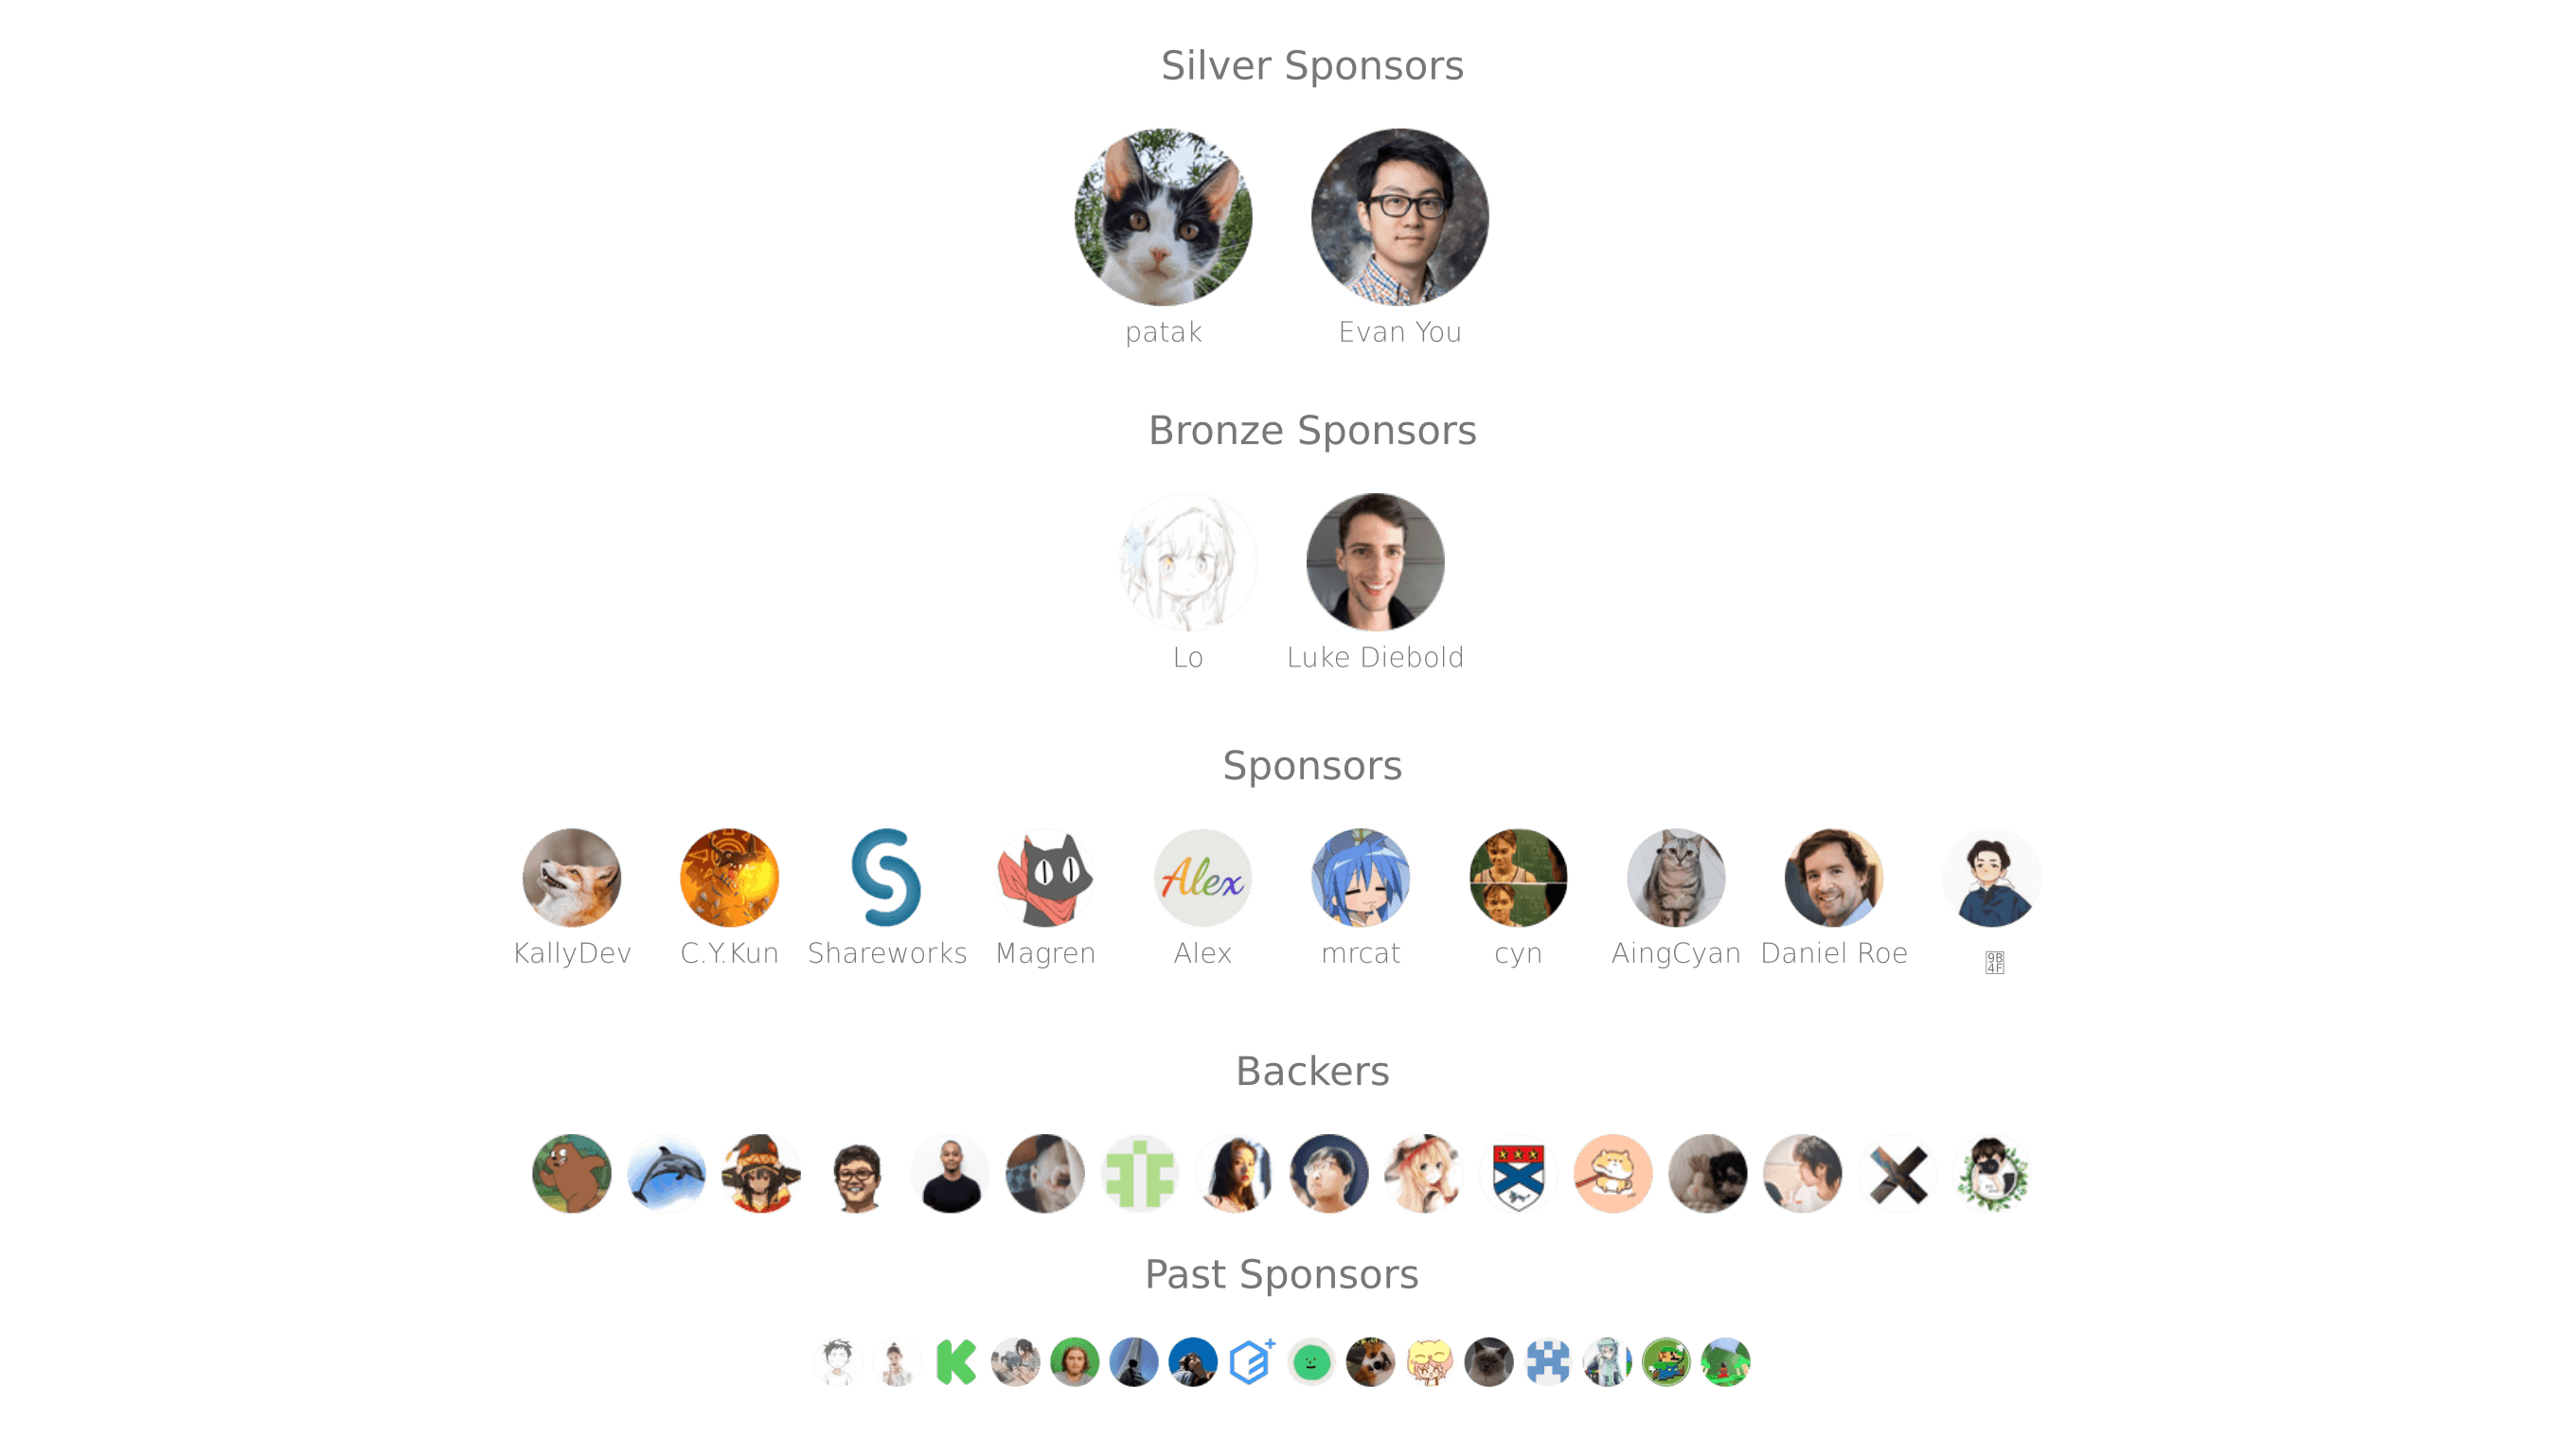 Silver Sponsors
patak
Evan You
Bronze Sponsors
Lo
Luke Diebold
Sponsors
Alex
KallyDev
C.Y.Kun
Shareworks
Magren
Alex
mrcat
cyn
AingCyan
Daniel Roe
Backers
Past Sponsors